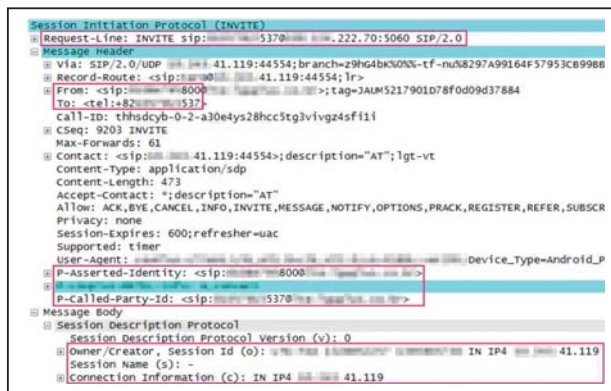 Session Initiation Protocol (INVITE)
Request-Line: INVITE sip: 5370 .222.70:5060 SIP/2.0
Message Header
Via: SIP/2.0/UDP 41.119:44554;branch=z9hG4bK%0%%-tf-nu%8297A99164F57953CB99BB
Record-Route: <sip: 41.119:44554;lr>
From: <sip: 8000 >;tag=JAUM5217901D78f0d09d37884
To: <tel:+82 537 >
Call-ID: thhsdcyb-0-2-a30e4ys28hcc5tg3vivgz4sfi1i
CSeq: 9203 INVITE
Max-Forwards: 61
Contact: <sip: 41.119:44554>;description="AT";lgt-vt
Content-Type: application/sdp
Content-Length: 473
Accept-Contact: *;description="AT"
Allow: ACK,BYE,CANCEL,INFO,INVITE,MESSAGE,NOTIFY,OPTIONS,PRACK,REGISTER,REFER,SUBSCR
Privacy: none
Session-Expires: 600;refresher=uac
Supported: timer
User-Agent: Device_Type=Android_P
P-Asserted-Identity: <sip: 8000 >
P-Called-Party-Id: <sip: 5370 >
Message Body
Session Description Protocol
Session Description Protocol Version (v): 0
Owner/Creator, Session Id (o): IN IP4 41.119
Session Name (s): -
Connection Information (c): IN IP4 41.119